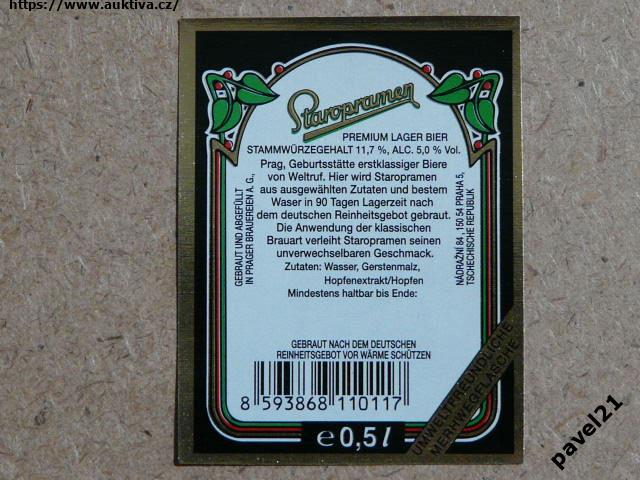 https://www.auktiva.cz/
Staropramen
PREMIUM LAGER BIER
STAMMWÜRZEGEHALT 11,7 %, ALC. 5,0 % Vol.
Prag, Geburtsstätte erstklassiger Biere
von Weltruf. Hier wird Staropramen
aus ausgewählten Zutaten und bestem
Waser in 90 Tagen Lagerzeit nach
dem deutschen Reinheitsgebot gebraut.
Die Anwendung der klassischen
Brauart verleiht Staropramen seinen
unverwechselbaren Geschmack.
Zutaten: Wasser, Gerstenmalz,
Hopfenextrakt/Hopfen
Mindestens haltbar bis Ende:
GEBRAUT UND ABGEFÜLLT
IN PRAGER BRAUEREIEN A. G.,
NÁDRAŽNÍ 84, 150 54 PRAHA 5,
TSCHECHISCHE REPUBLIK
GEBRAUT NACH DEM DEUTSCHEN
REINHEITSGEBOT VOR WÄRME SCHÜTZEN
8 593868 110117
e 0,5 l
UMWELTFREUNDLICHE
MEHRWEGFLASCHE
pavel21